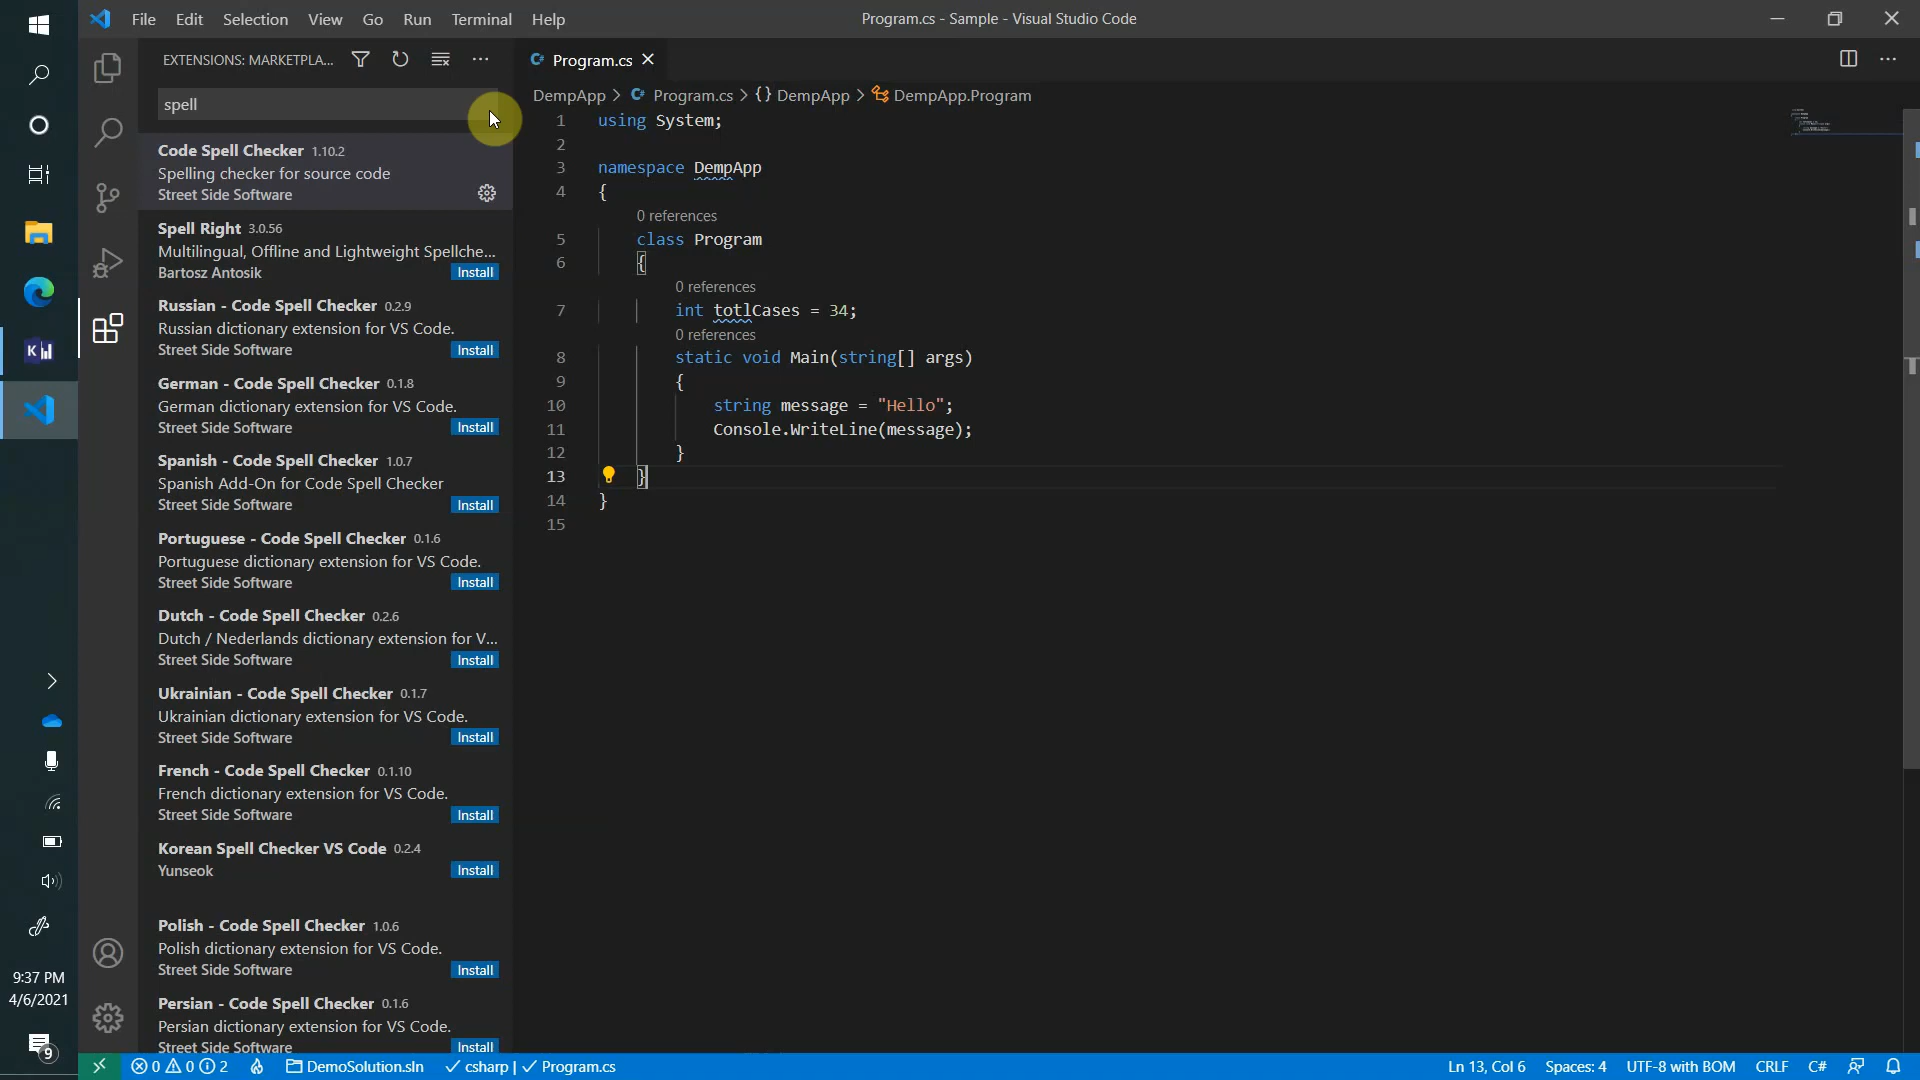 File Edit Selection View Go Run Terminal Help
Program.cs - Sample - Visual Studio Code
EXTENSIONS: MARKETPLA...
spell
Code Spell Checker 1.10.2
Spelling checker for source code
Street Side Software
Spell Right 3.0.56
Multilingual, Offline and Lightweight Spellche...
Bartosz Antosik Install
Russian - Code Spell Checker 0.2.9
Russian dictionary extension for VS Code.
Street Side Software Install
German - Code Spell Checker 0.1.8
German dictionary extension for VS Code.
Street Side Software Install
Spanish - Code Spell Checker 1.0.7
Spanish Add-On for Code Spell Checker
Street Side Software Install
Portuguese - Code Spell Checker 0.1.6
Portuguese dictionary extension for VS Code.
Street Side Software Install
Dutch - Code Spell Checker 0.2.6
Dutch / Nederlands dictionary extension for V...
Street Side Software Install
Ukrainian - Code Spell Checker 0.1.7
Ukrainian dictionary extension for VS Code.
Street Side Software Install
French - Code Spell Checker 0.1.10
French dictionary extension for VS Code.
Street Side Software Install
Korean Spell Checker VS Code 0.2.4
Yunseok Install
Polish - Code Spell Checker 1.0.6
Polish dictionary extension for VS Code.
Street Side Software Install
Persian - Code Spell Checker 0.1.6
Persian dictionary extension for VS Code.
Street Side Software Install
Program.cs
DempApp > Program.cs > {} DempApp > DempApp.Program
1 using System;
2
3 namespace DempApp
4 {
0 references
5 class Program
6 {
0 references
7 int totlCases = 34;
0 references
8 static void Main(string[] args)
9 {
10 string message = "Hello";
11 Console.WriteLine(message);
12 }
13 }
14 }
15
K
9:37 PM
4/6/2021
9
0 0 2 DemoSolution.sln csharp | Program.cs
Ln 13, Col 6 Spaces: 4 UTF-8 with BOM CRLF C#